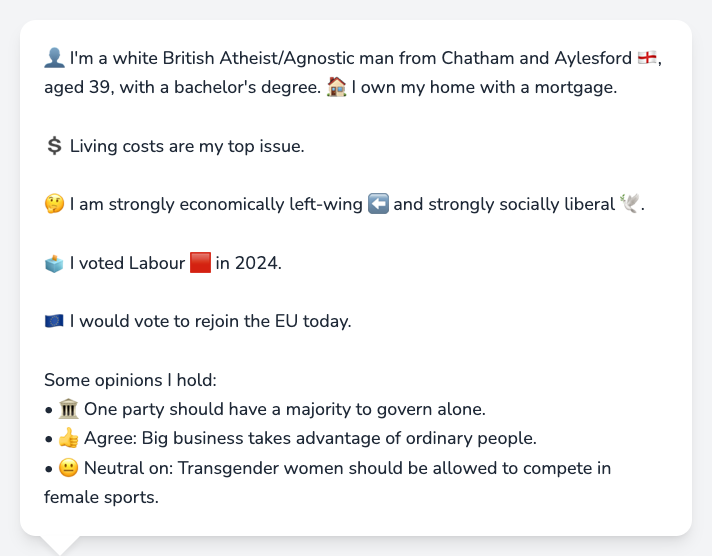 👤 I'm a white British Atheist/Agnostic man from Chatham and Aylesford 🏴󠁧󠁢󠁥󠁮󠁧󠁿,
aged 39, with a bachelor's degree. 🏠 I own my home with a mortgage.
💲 Living costs are my top issue.
🤔 I am strongly economically left-wing ⬅️ and strongly socially liberal 🕊️.
🗳️ I voted Labour 🟥 in 2024.
🇪🇺 I would vote to rejoin the EU today.
Some opinions I hold:
• 🏛️ One party should have a majority to govern alone.
• 👍 Agree: Big business takes advantage of ordinary people.
• 😐 Neutral on: Transgender women should be allowed to compete in
female sports.